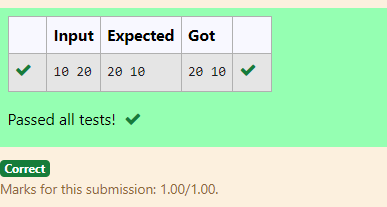 Input Expected Got
10 20 20 10 20 10
Passed all tests!
Correct
Marks for this submission: 1.00/1.00.